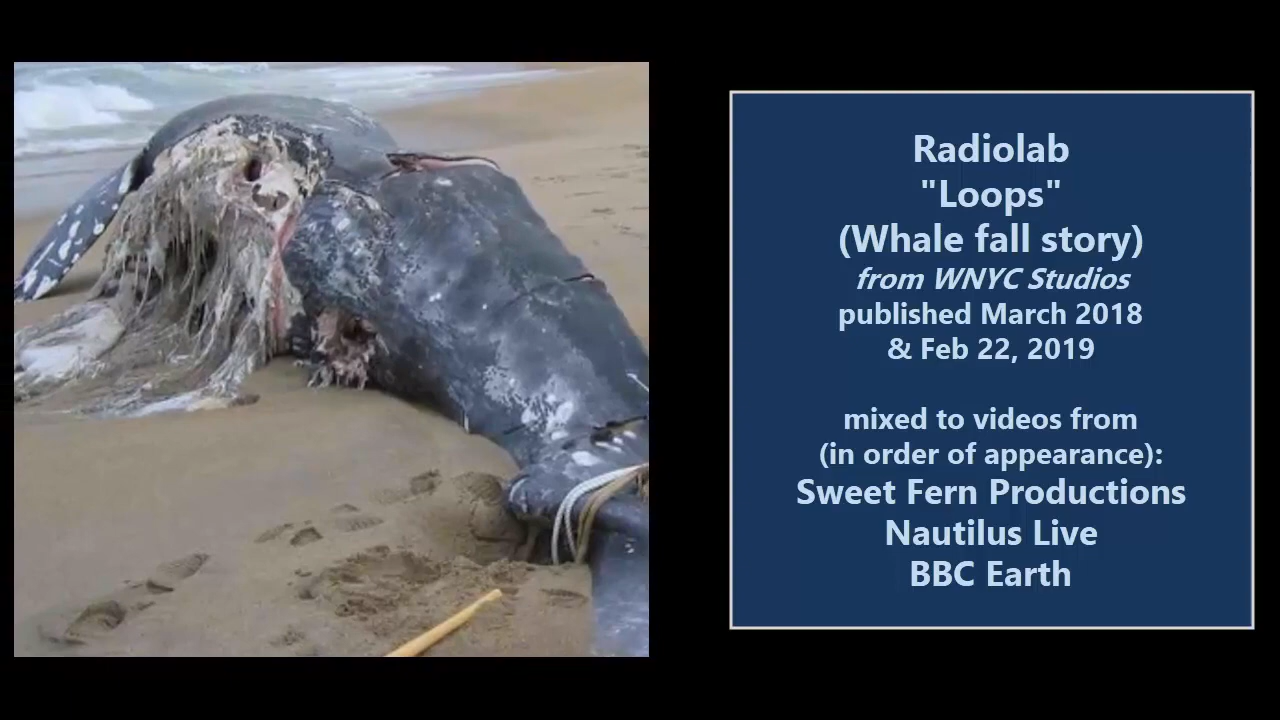 Radiolab
"Loops"
(Whale fall story)
from WNYC Studios
published March 2018
& Feb 22, 2019
mixed to videos from
(in order of appearance):
Sweet Fern Productions
Nautilus Live
BBC Earth